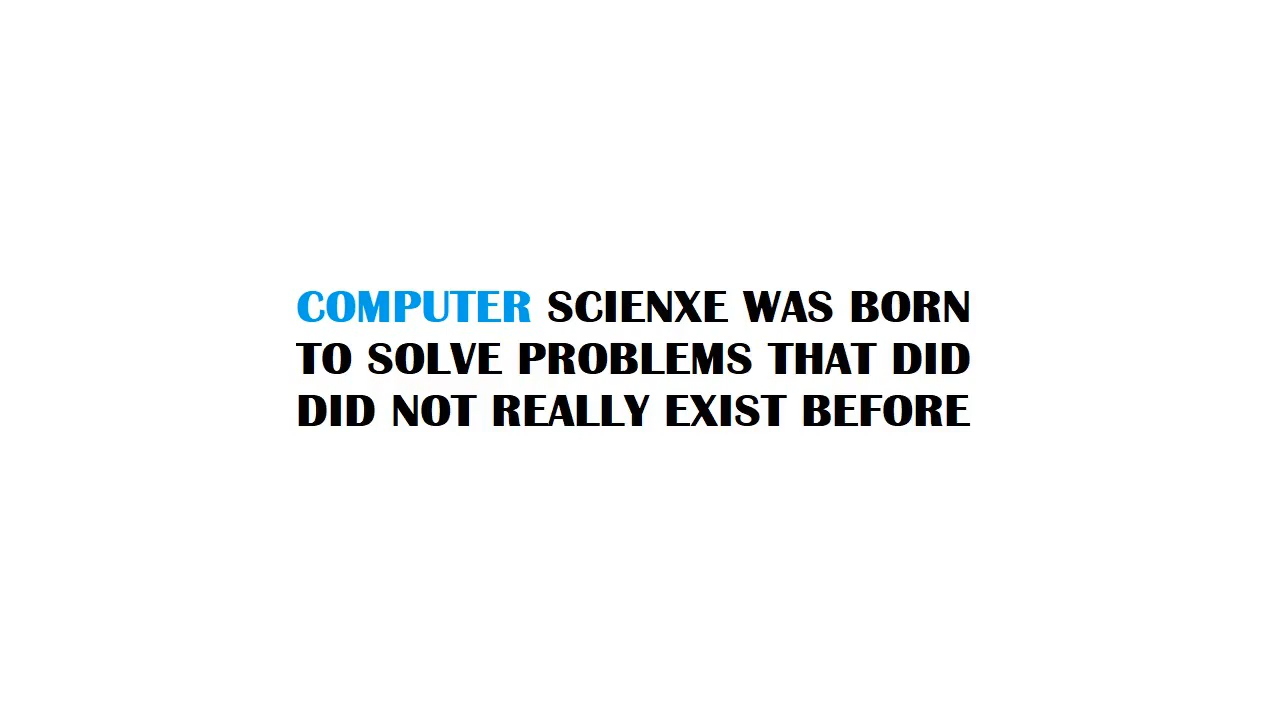 COMPUTER SCIENXE WAS BORN
TO SOLVE PROBLEMS THAT DID
DID NOT REALLY EXIST BEFORE